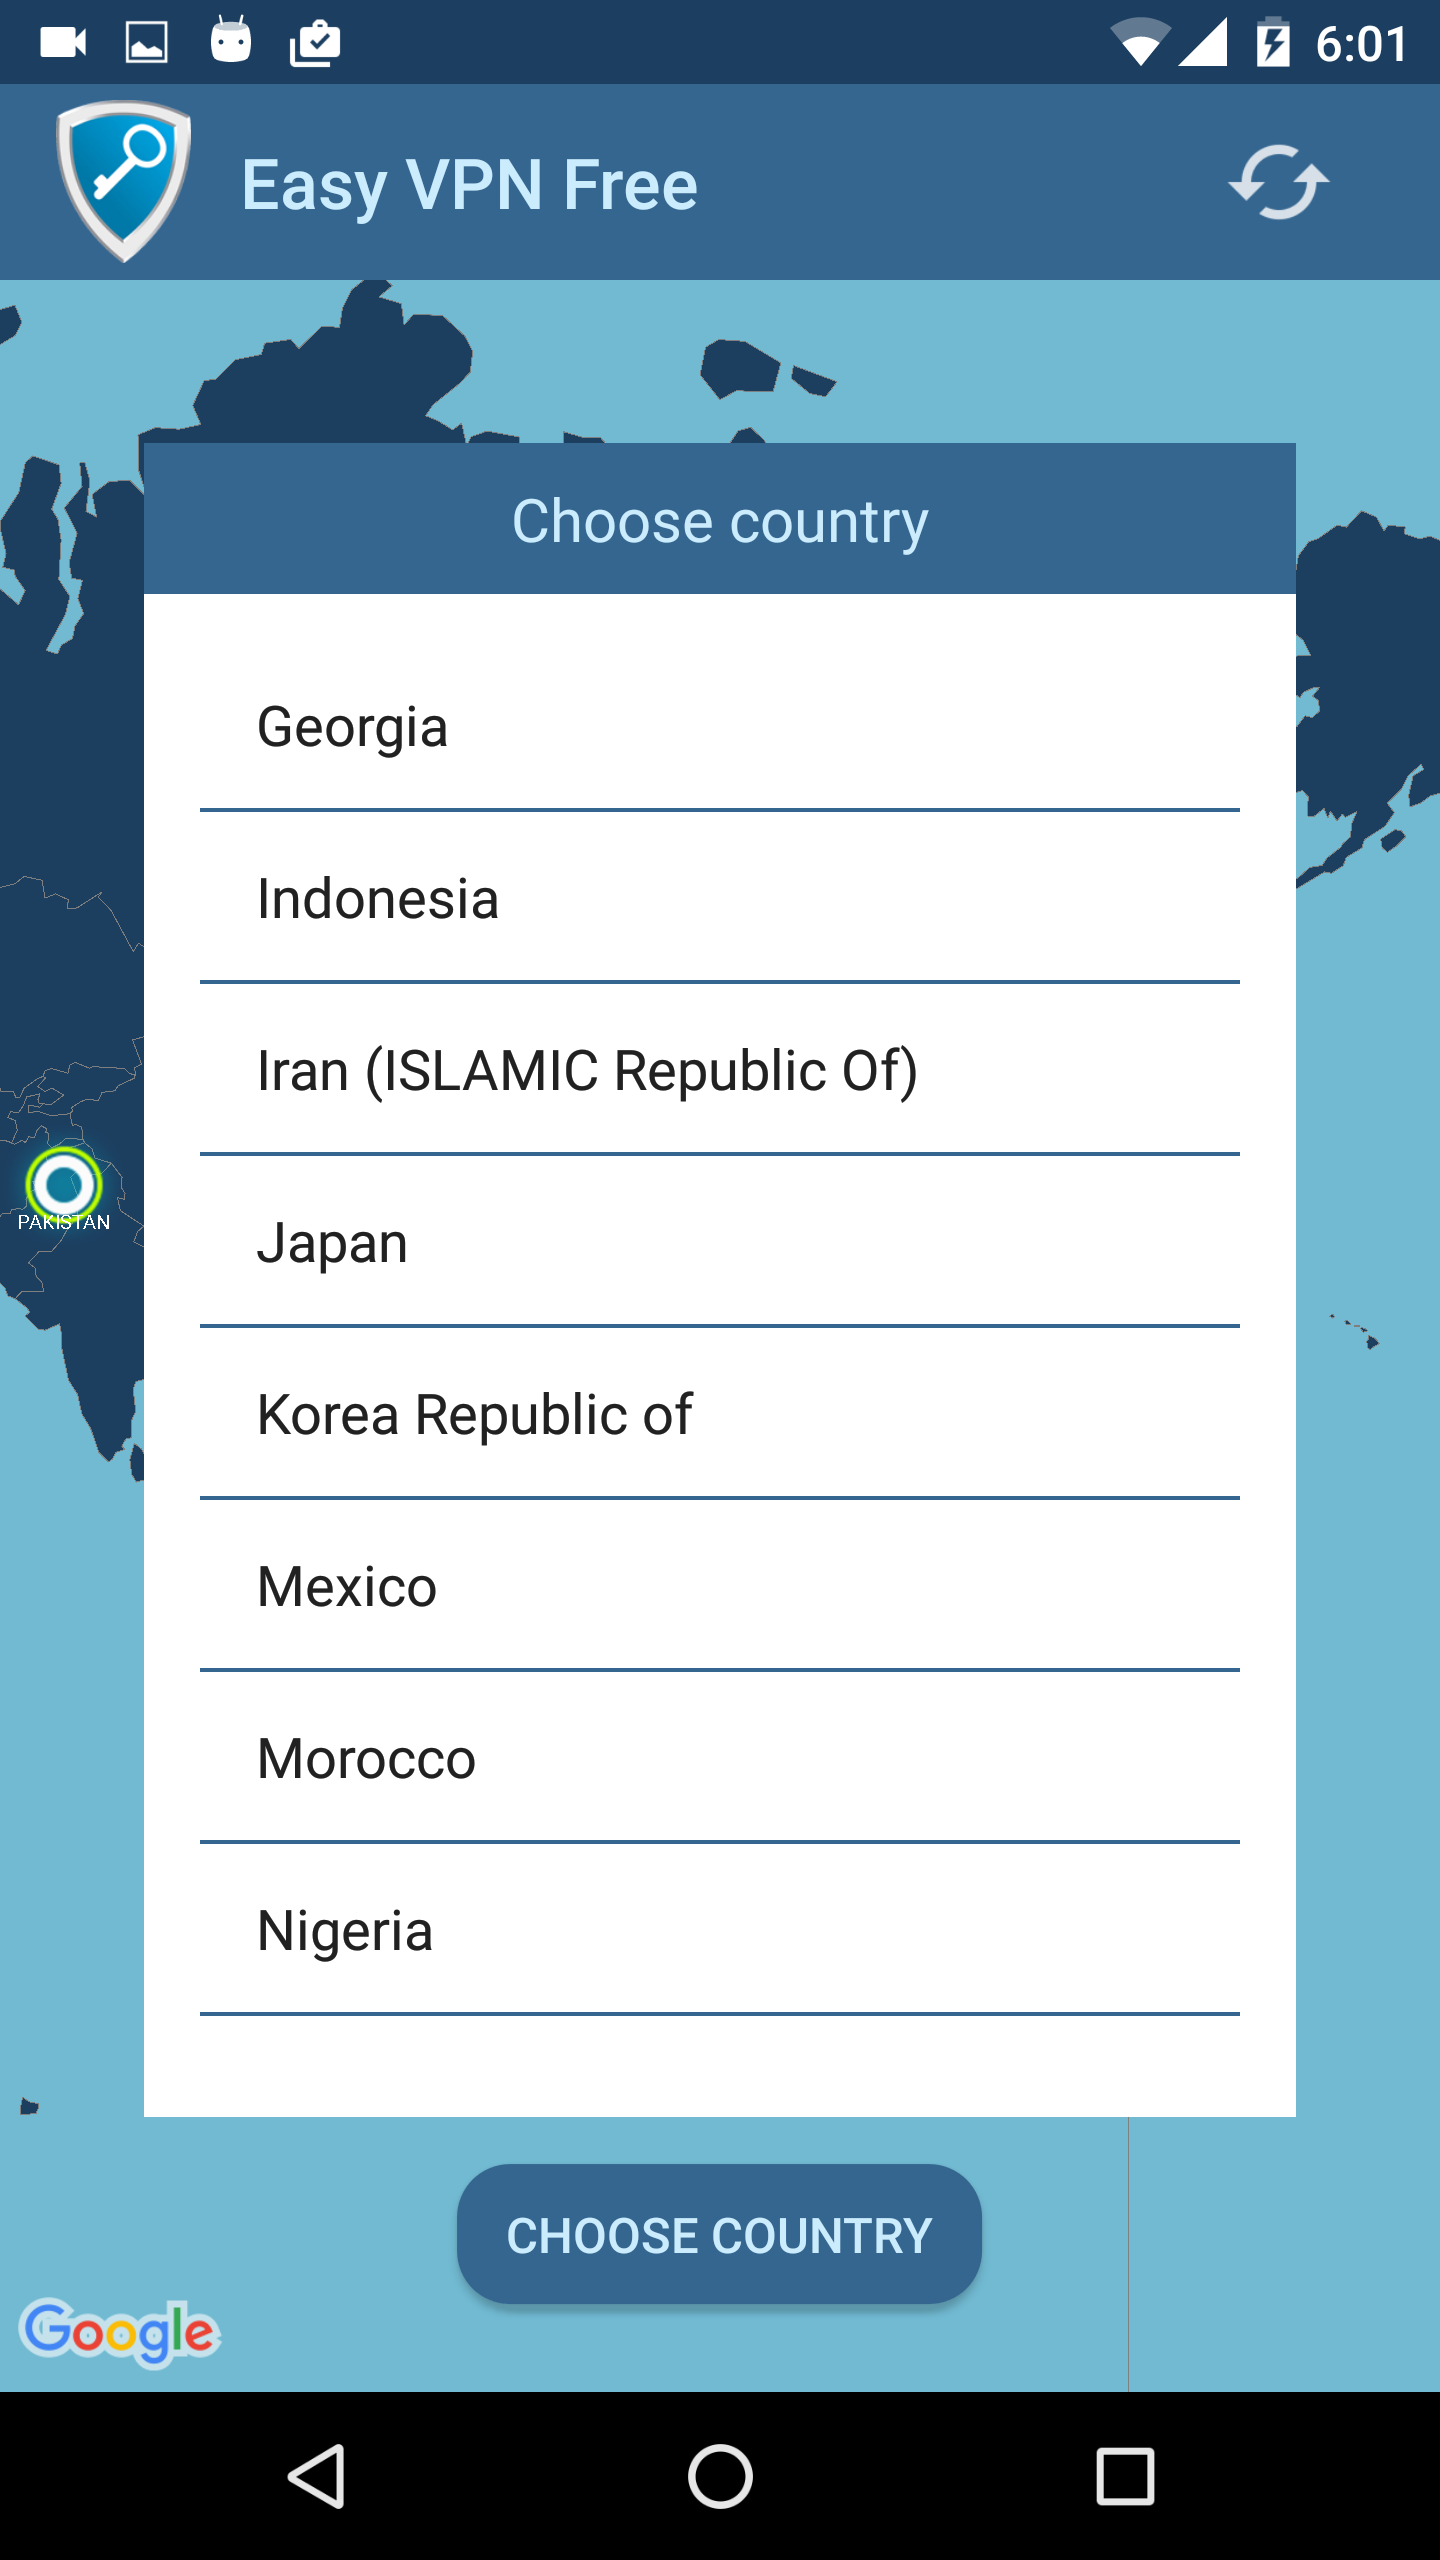 6:01
Easy VPN Free
Choose country
Georgia
Indonesia
Iran (ISLAMIC Republic Of)
Japan
PAKISTAN
Korea Republic of
Mexico
Morocco
Nigeria
CHOOSE COUNTRY
Google